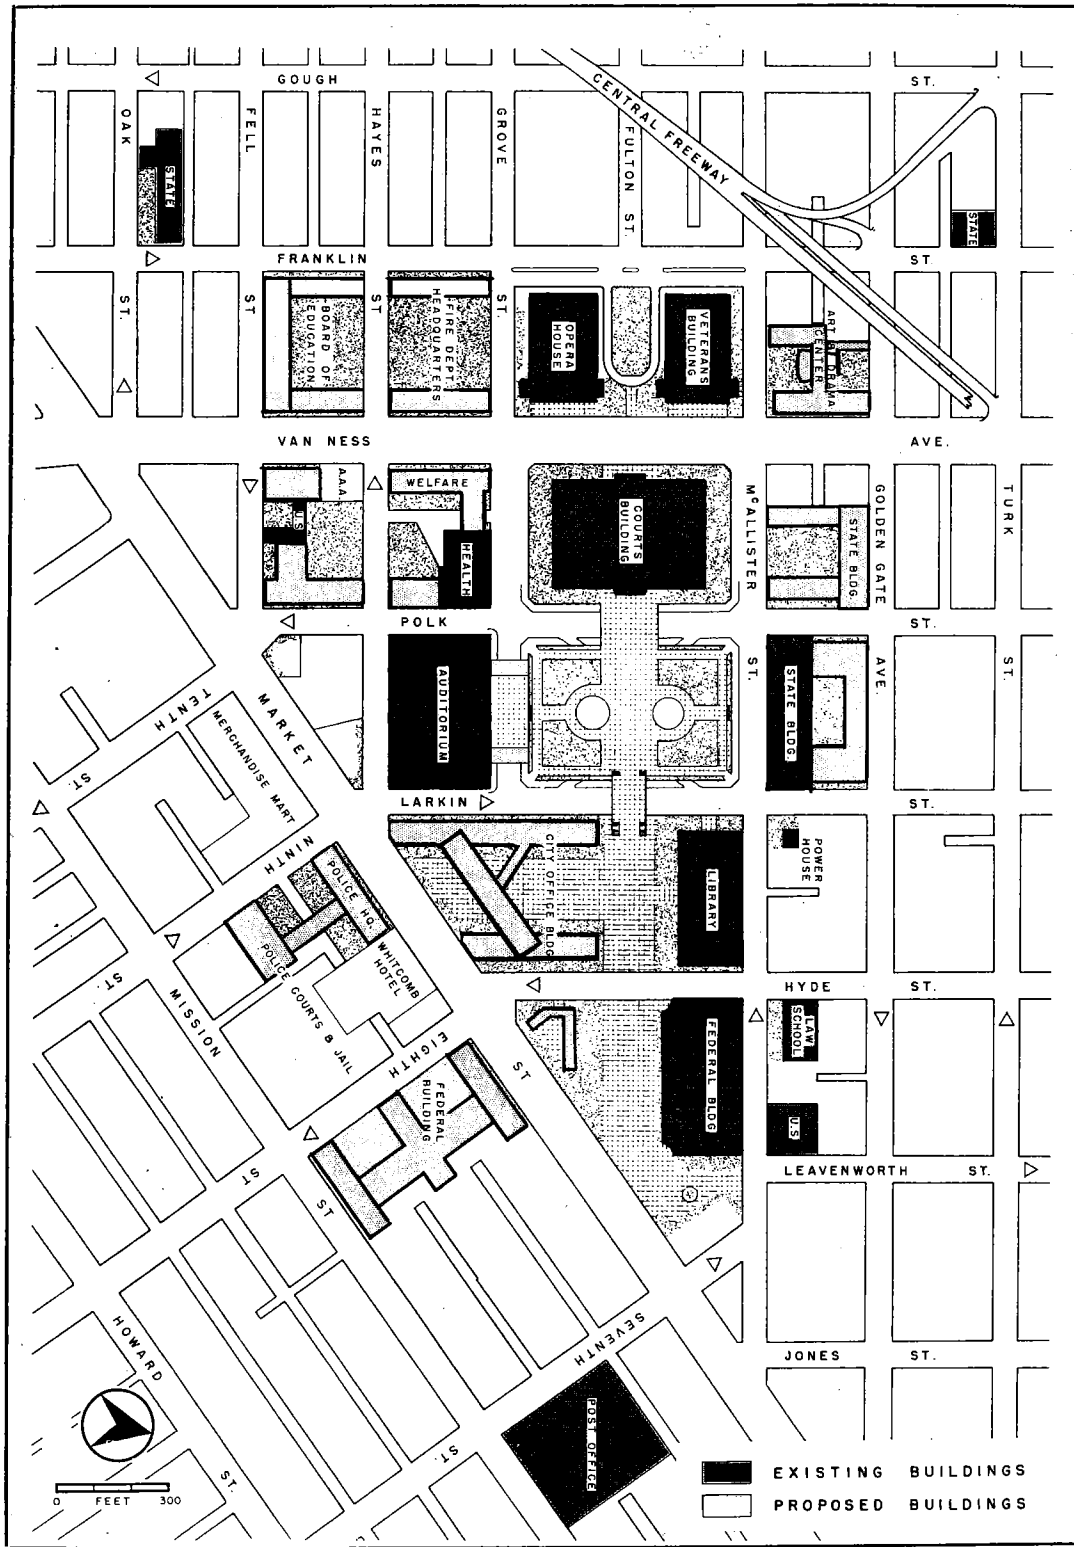 GOUGH ST.
CENTRAL FREEWAY
OAK
FELL
HAYES
GROVE
FULTON ST.
STATE
STATE
FRANKLIN ST.
ST.
ST
ST
ST.
BOARD OF
EDUCATION
FIRE DEPT.
HEADQUARTERS
OPERA
HOUSE
VETERANS
BUILDING
ART & DRAMA
CENTER
VAN NESS AVE.
A.A.A.
U.S
WELFARE
HEALTH
COURTS
BUILDING
McALLISTER
STATE BLDG.
GOLDEN GATE
TURK
POLK ST.
AUDITORIUM
ST.
STATE BLDG.
AVE
ST.
TENTH
MARKET
MERCHANDISE MART
ST.
LARKIN ST.
NINTH
POLICE HQ.
CITY OFFICE BLDG
LIBRARY
POWER
HOUSE
WHITCOMB
HOTEL
POLICE COURTS & JAIL
ST
MISSION
HYDE ST.
EIGHTH
ST
FEDERAL
BUILDING
FEDERAL BLDG
LAW
SCHOOL
U.S
LEAVENWORTH ST.
ST
ST
HOWARD
SEVENTH
JONES ST.
POST OFFICE
ST.
ST.
0 FEET 300
EXISTING BUILDINGS
PROPOSED BUILDINGS